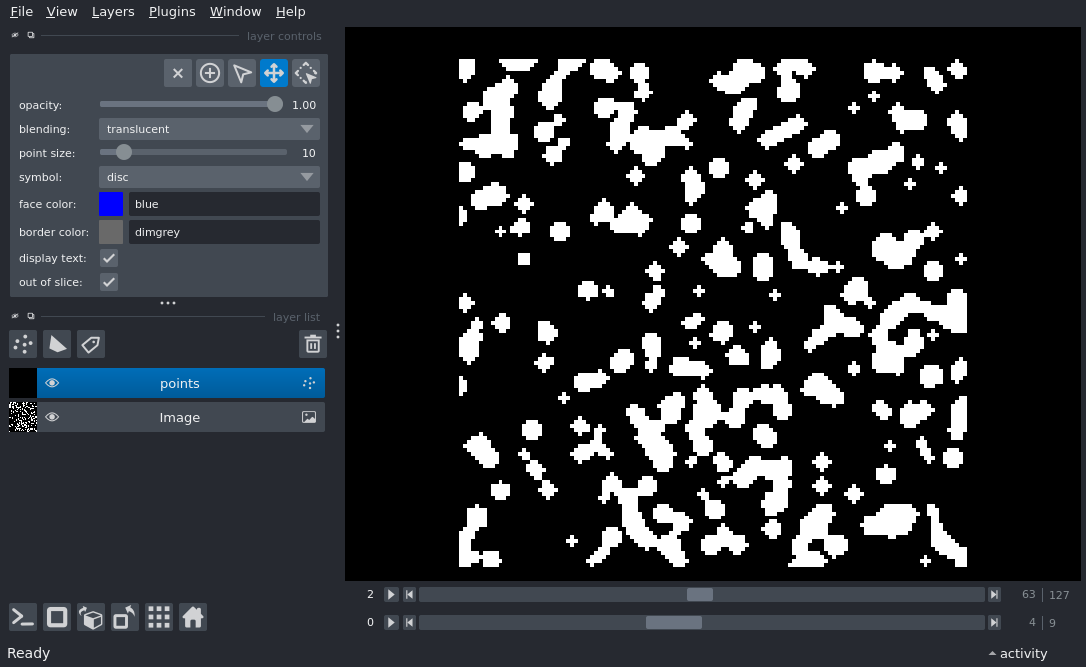 File View Layers Plugins Window Help
layer controls
opacity: 1.00
blending: translucent
point size: 10
symbol: disc
face color: blue
border color: dimgrey
display text:
out of slice:
layer list
points
Image
2 63 127
0 4 9
Ready activity